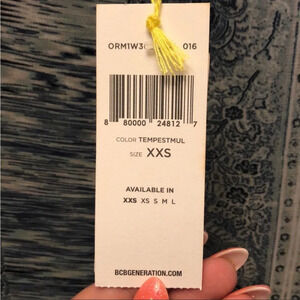 ORM1W3 016
8 80000 24812 7
COLOR TEMPESTMUL
SIZE XXS
AVAILABLE IN
XXS XS S M L
BCBGENERATION.COM